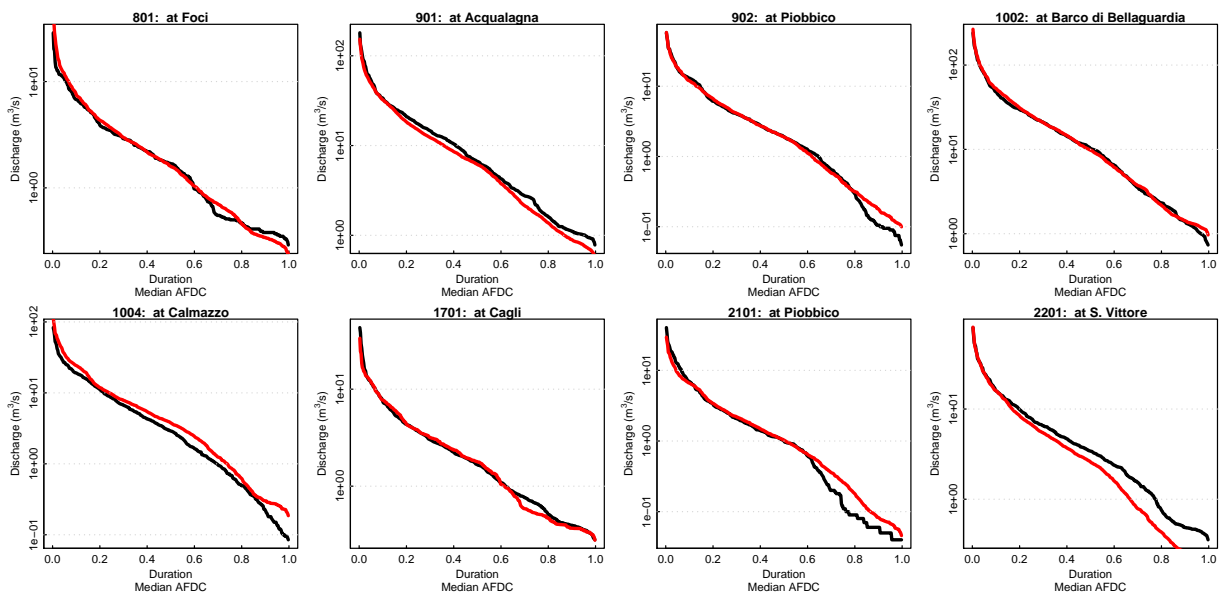 801: at Foci
Discharge (m³/s)
1e+01
1e+00
0.0 0.2 0.4 0.6 0.8 1.0
Duration
Median AFDC
901: at Acqualagna
Discharge (m³/s)
1e+02
1e+01
1e+00
0.0 0.2 0.4 0.6 0.8 1.0
Duration
Median AFDC
902: at Piobbico
Discharge (m³/s)
1e+01
1e+00
1e−01
0.0 0.2 0.4 0.6 0.8 1.0
Duration
Median AFDC
1002: at Barco di Bellaguardia
Discharge (m³/s)
1e+02
1e+01
1e+00
0.0 0.2 0.4 0.6 0.8 1.0
Duration
Median AFDC
1004: at Calmazzo
Discharge (m³/s)
1e+02
1e+01
1e+00
1e−01
0.0 0.2 0.4 0.6 0.8 1.0
Duration
Median AFDC
1701: at Cagli
Discharge (m³/s)
1e+01
1e+00
0.0 0.2 0.4 0.6 0.8 1.0
Duration
Median AFDC
2101: at Piobbico
Discharge (m³/s)
1e+01
1e+00
1e−01
0.0 0.2 0.4 0.6 0.8 1.0
Duration
Median AFDC
2201: at S. Vittore
Discharge (m³/s)
1e+01
1e+00
0.0 0.2 0.4 0.6 0.8 1.0
Duration
Median AFDC